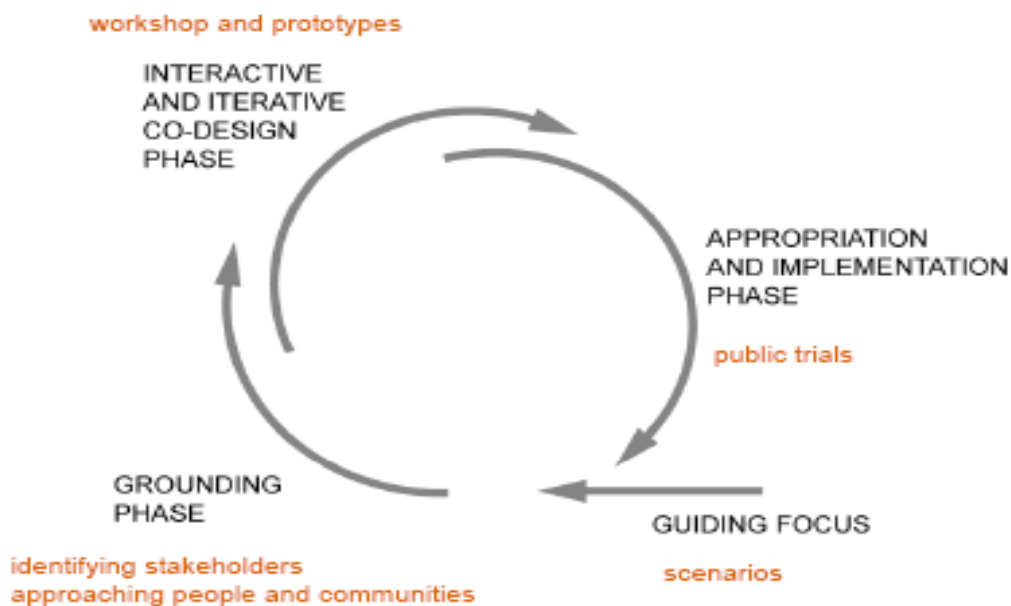 workshop and prototypes
INTERACTIVE
AND ITERATIVE
CO-DESIGN
PHASE
APPROPRIATION
AND IMPLEMENTATION
PHASE
public trials
GROUNDING
PHASE
identifying stakeholders
approaching people and communities
GUIDING FOCUS
scenarios